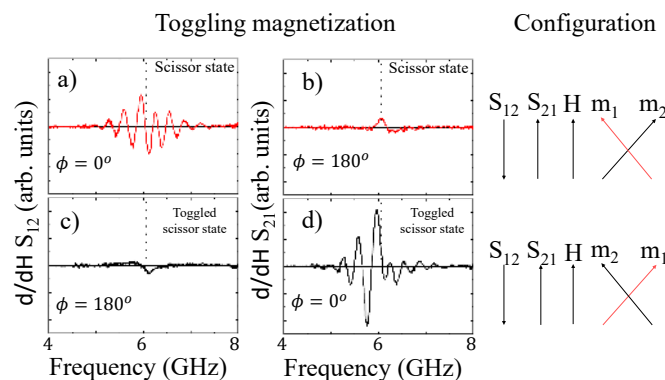 Toggling magnetization
Configuration
a)
Scissor state
ϕ = 0°
b)
Scissor state
ϕ = 180°
S₁₂ S₂₁ H m₁ m₂
c)
Toggled
scissor state
ϕ = 180°
d)
Toggled
scissor state
ϕ = 0°
S₁₂ S₂₁ H m₂ m₁
d/dH S₁₂ (arb. units)
d/dH S₂₁ (arb. units)
4 6 8
4 6 8
Frequency (GHz)
Frequency (GHz)